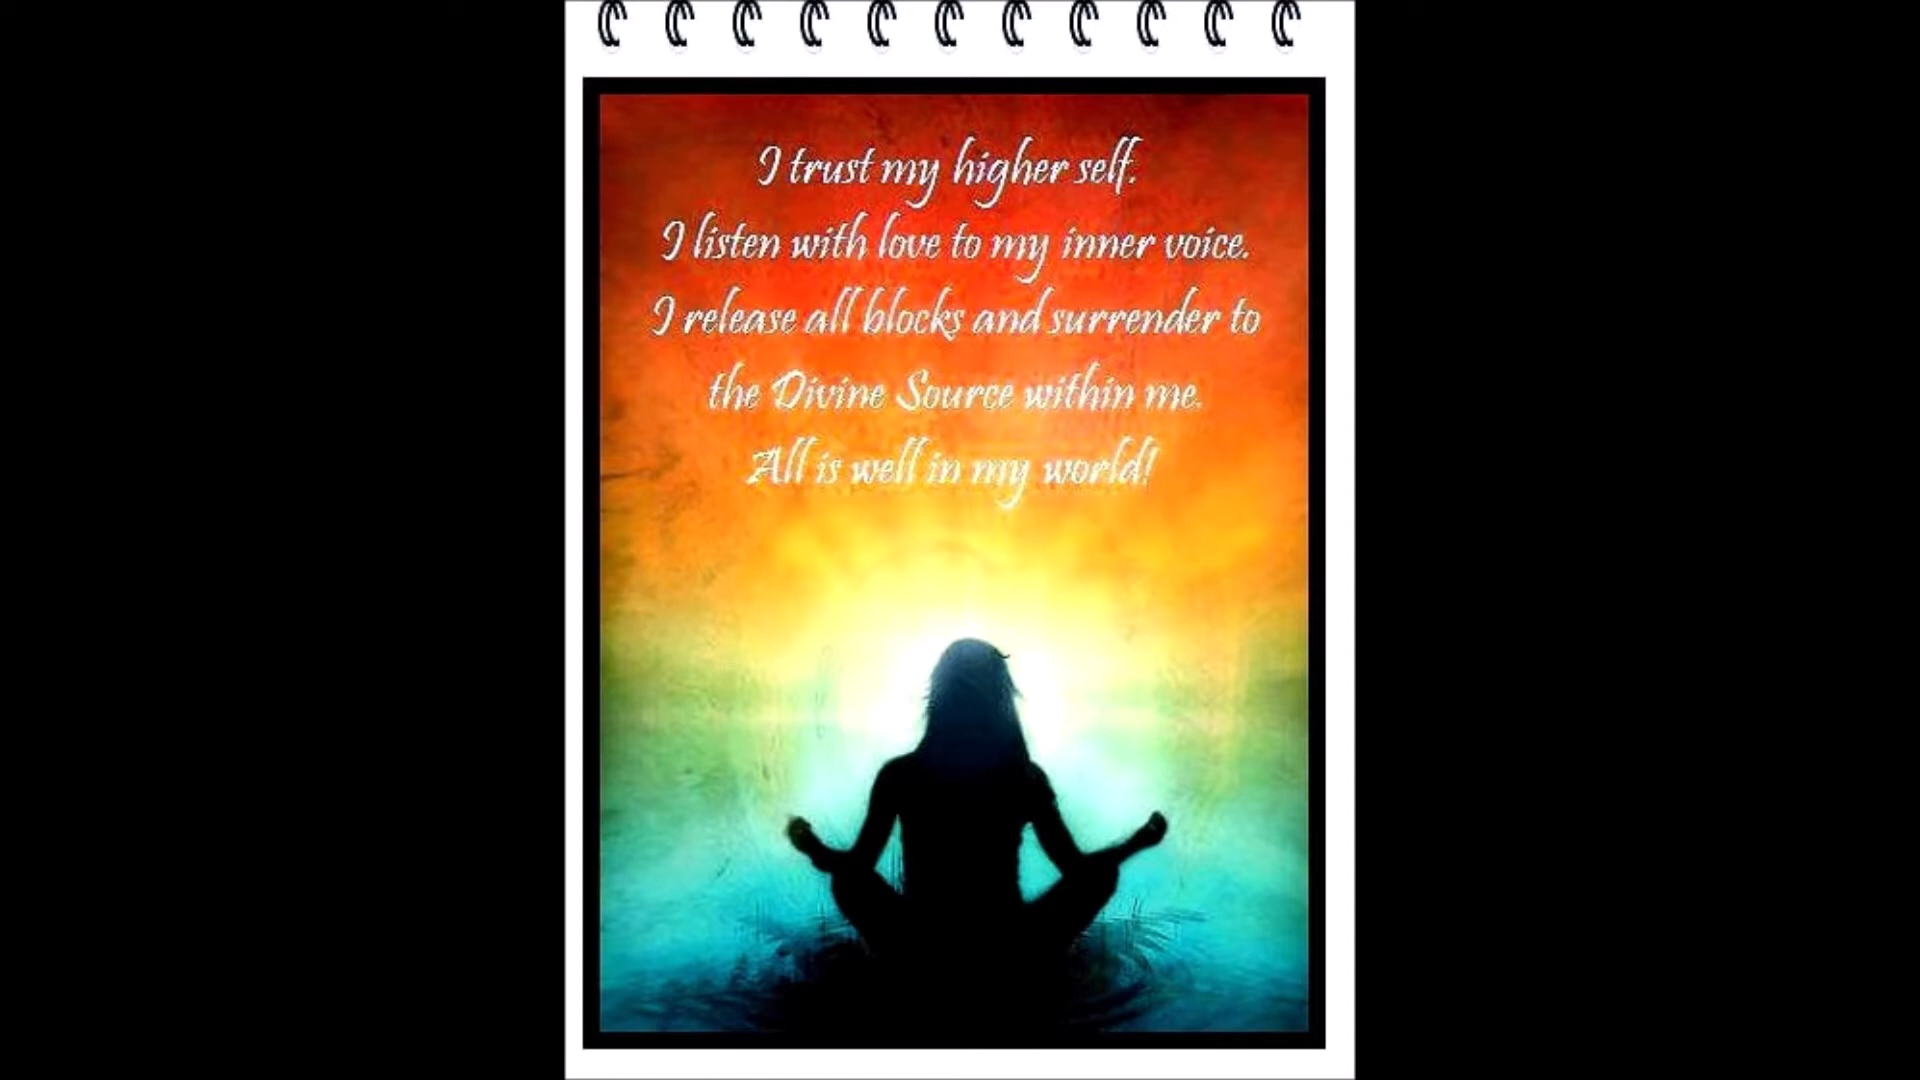 I trust my higher self.
I listen with love to my inner voice.
I release all blocks and surrender to
the Divine Source within me.
All is well in my world!